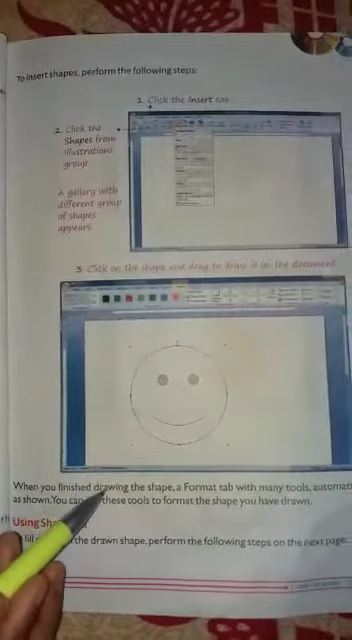 To insert shapes, perform the following steps:
1. Click the Insert tab.
2. Click the
Shapes from
Illustrations
group
A gallery with
different group
of shapes
appears
3. Click on the shape and drag to draw it on the document
When you finished drawing the shape, a Format tab with many tools, automati
as shown. You can these tools to format the shape you have drawn.
Using Sha
fill the drawn shape, perform the following steps on the next page: